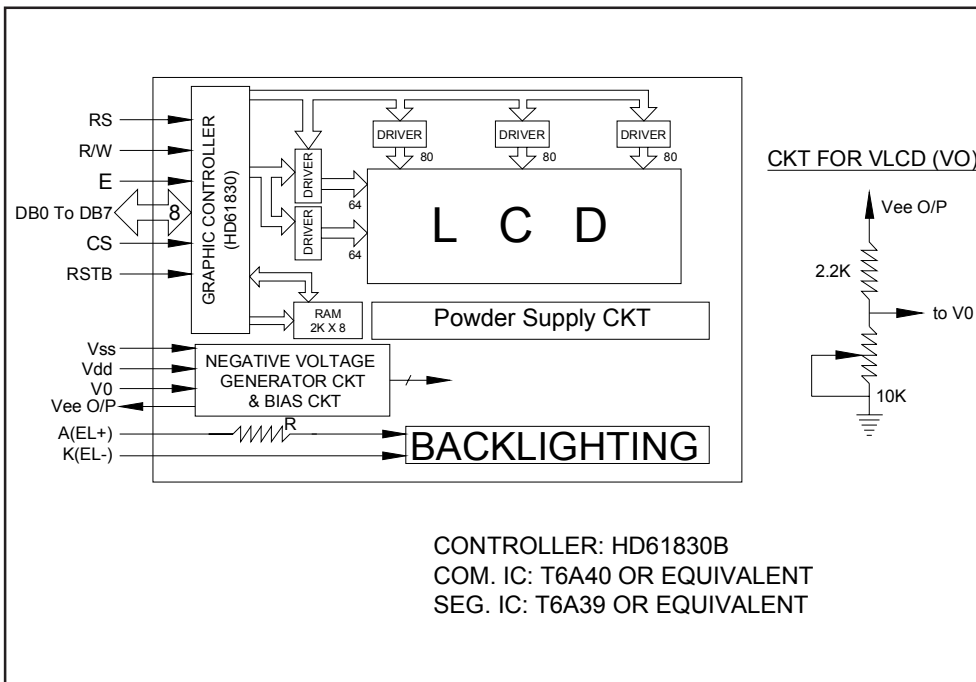 RS
R/W
E
DB0 To DB7
8
CS
RSTB
GRAPHIC CONTROLLER
(HD61830)
DRIVER
80
DRIVER
80
DRIVER
80
DRIVER
64
DRIVER
64
L C D
RAM
2K X 8
Powder Supply CKT
Vss
Vdd
V0
Vee O/P
NEGATIVE VOLTAGE
GENERATOR CKT
& BIAS CKT
A(EL+)
R
K(EL-)
BACKLIGHTING
CKT FOR VLCD (VO)
Vee O/P
2.2K
to V0
10K
CONTROLLER: HD61830B
COM. IC: T6A40 OR EQUIVALENT
SEG. IC: T6A39 OR EQUIVALENT